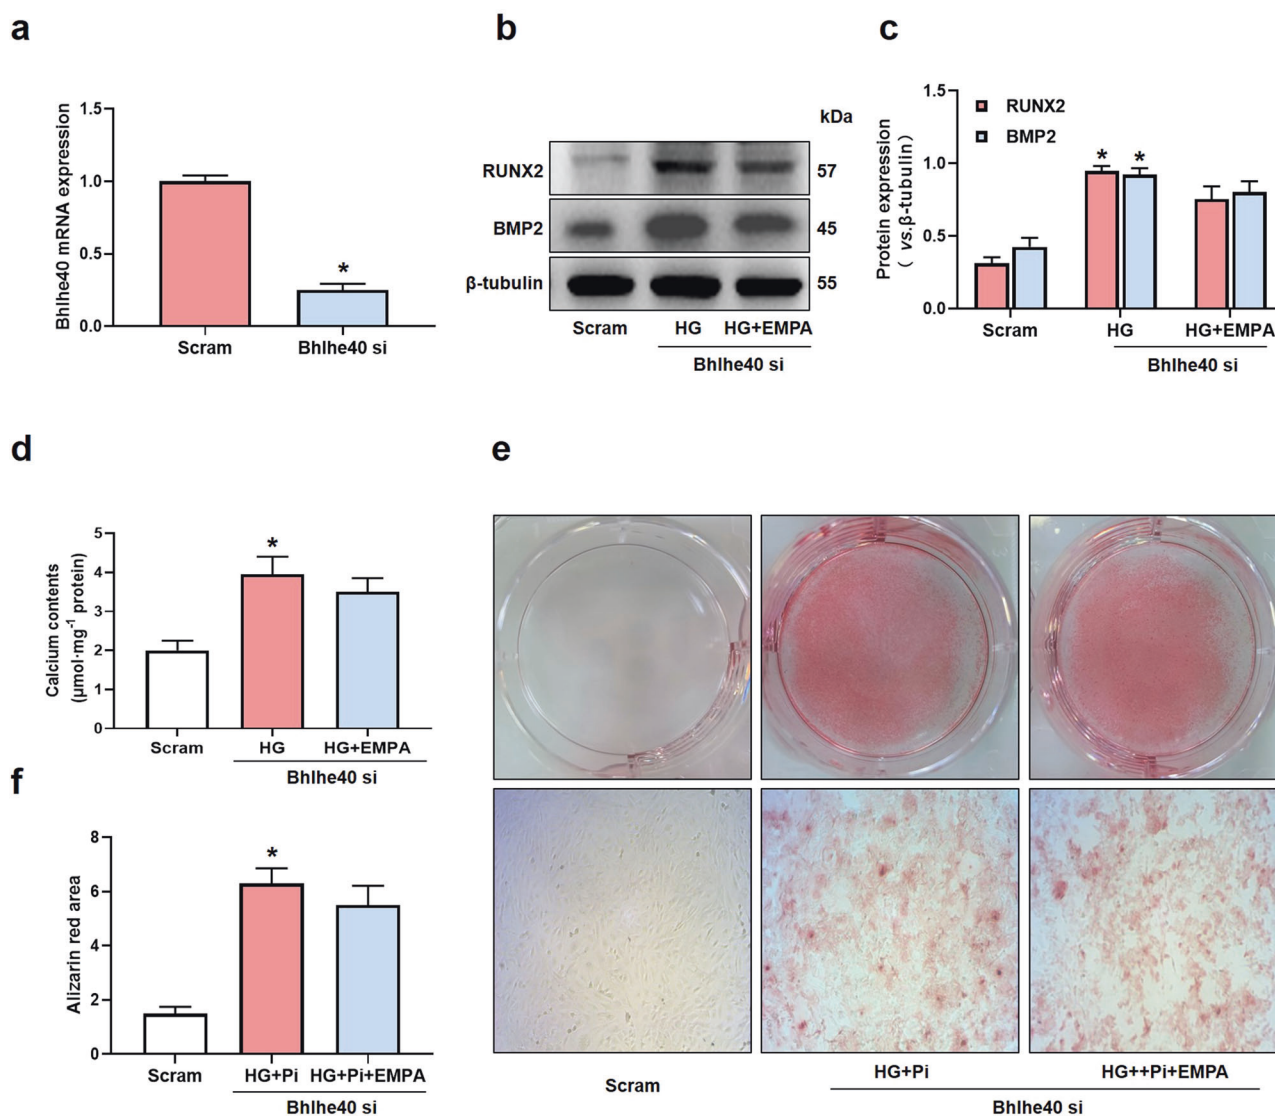 a
Bhlhe40 mRNA expression
1.5
1.0
0.5
0.0
*
Scram
Bhlhe40 si
b
kDa
RUNX2
57
BMP2
45
β-tubulin
55
Scram
HG
HG+EMPA
Bhlhe40 si
c
Protein expression
( vs.β-tubulin)
1.5
1.0
0.5
0.0
RUNX2
BMP2
* *
Scram
HG
HG+EMPA
Bhlhe40 si
d
Calcium contents
(μmol·mg⁻¹ protein)
5
4
3
2
1
0
*
Scram
HG
HG+EMPA
Bhlhe40 si
e
Scram
HG+Pi
HG++Pi+EMPA
Bhlhe40 si
f
Alizarin red area
8
6
4
2
0
*
Scram
HG+Pi
HG+Pi+EMPA
Bhlhe40 si